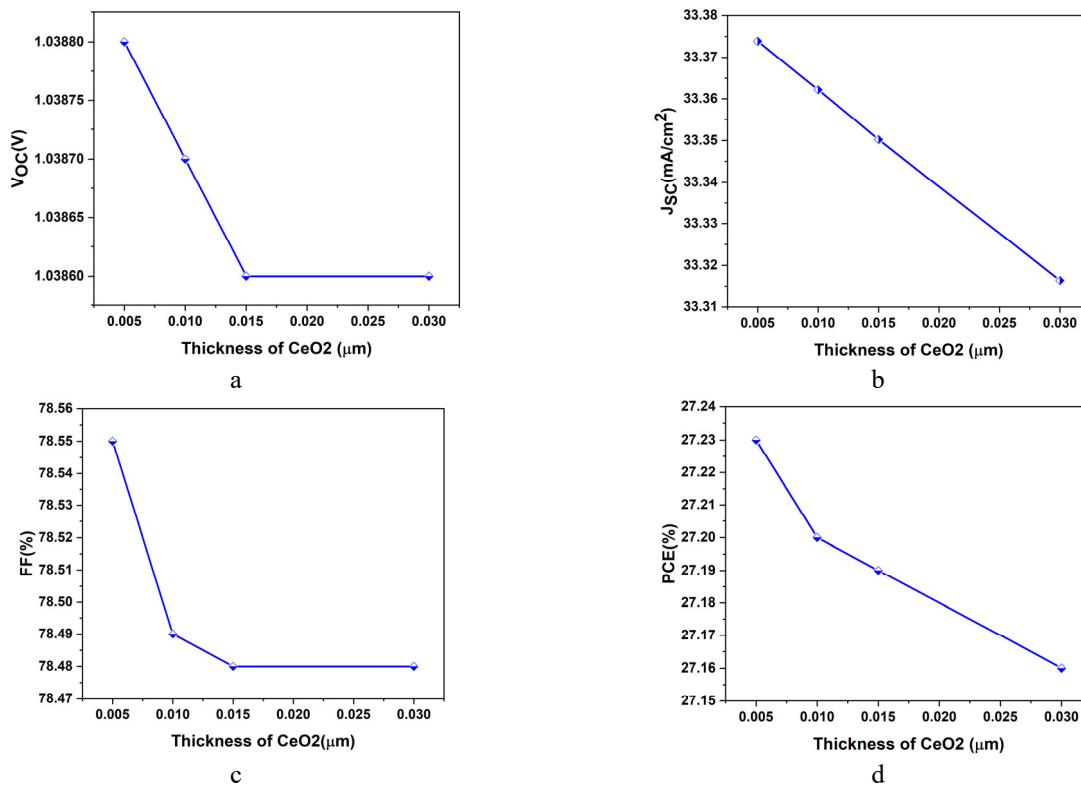 1.03880
1.03875
1.03870
1.03865
1.03860
VOC(V)
0.005 0.010 0.015 0.020 0.025 0.030
Thickness of CeO2 (μm)
a
33.38
33.37
33.36
33.35
33.34
33.33
33.32
33.31
JSC(mA/cm2)
0.005 0.010 0.015 0.020 0.025 0.030
Thickness of CeO2 (μm)
b
78.56
78.55
78.54
78.53
78.52
78.51
78.50
78.49
78.48
78.47
FF(%)
0.005 0.010 0.015 0.020 0.025 0.030
Thickness of CeO2(μm)
c
27.24
27.23
27.22
27.21
27.20
27.19
27.18
27.17
27.16
27.15
PCE(%)
0.005 0.010 0.015 0.020 0.025 0.030
Thickness of CeO2 (μm)
d